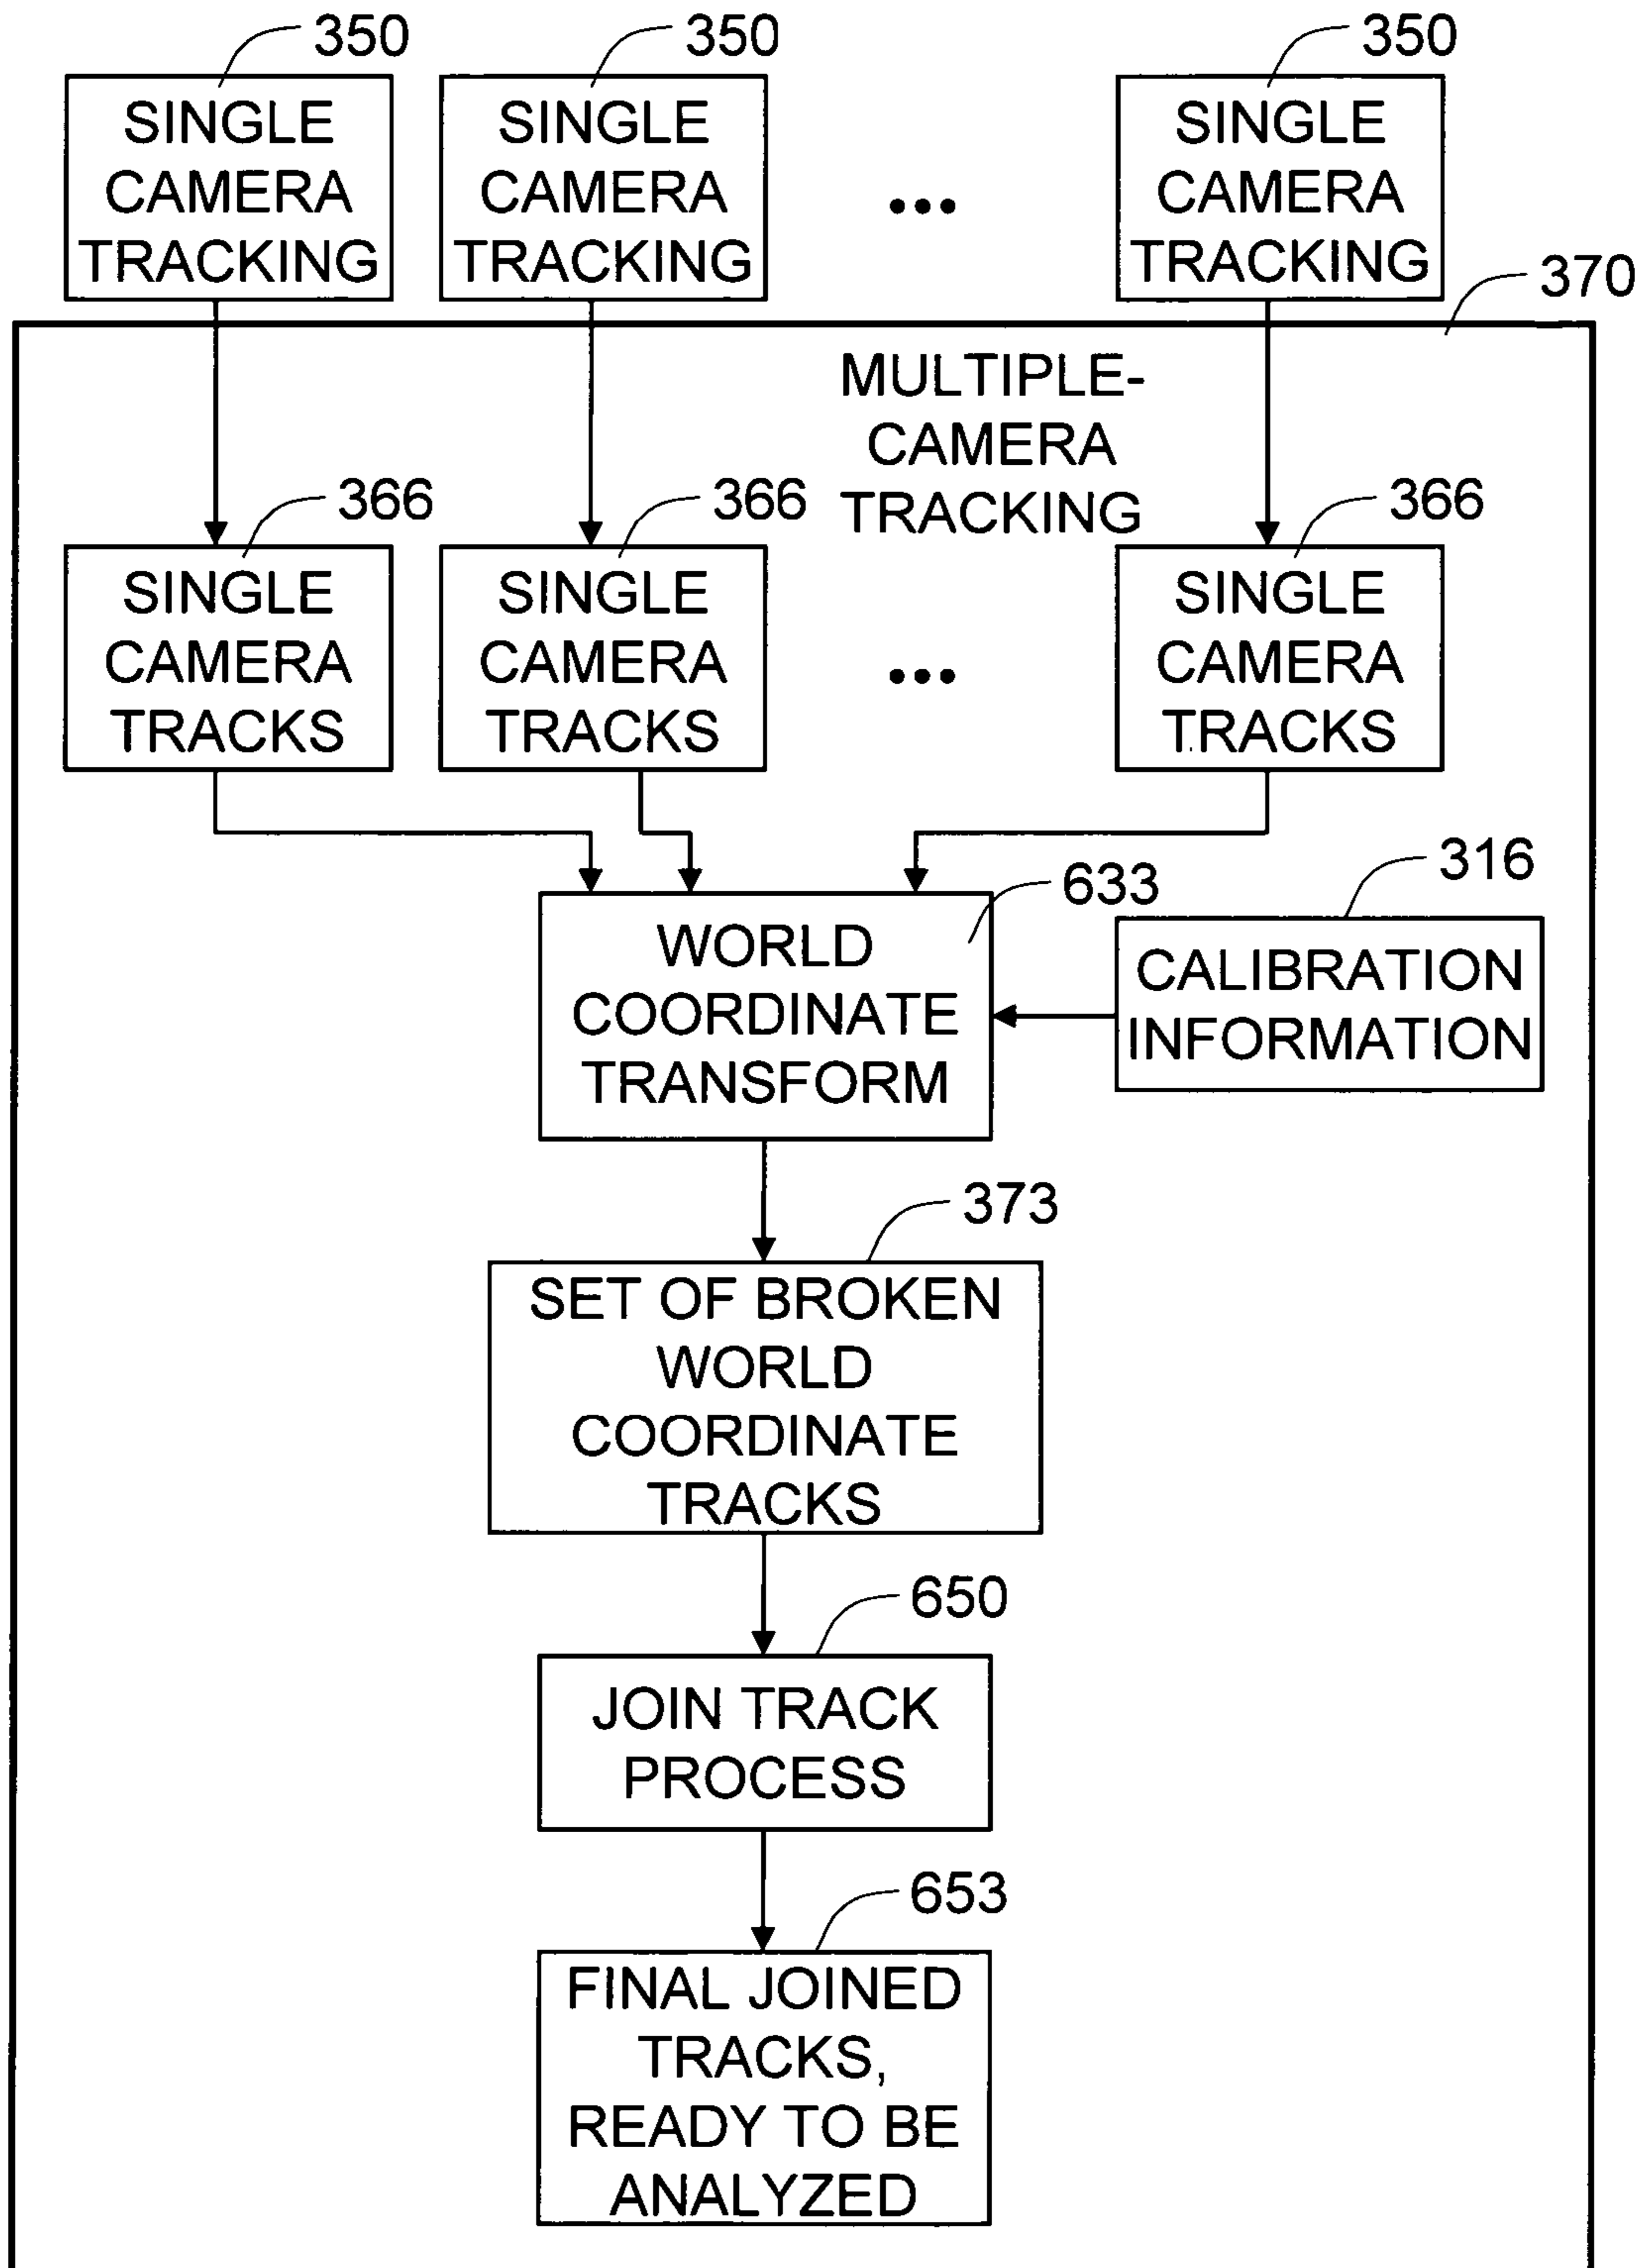 350
350
350
SINGLE
CAMERA
TRACKING
SINGLE
CAMERA
TRACKING
...
SINGLE
CAMERA
TRACKING
370
MULTIPLE-
CAMERA
TRACKING
366
366
366
SINGLE
CAMERA
TRACKS
SINGLE
CAMERA
TRACKS
...
SINGLE
CAMERA
TRACKS
633
316
WORLD
COORDINATE
TRANSFORM
CALIBRATION
INFORMATION
373
SET OF BROKEN
WORLD
COORDINATE
TRACKS
650
JOIN TRACK
PROCESS
653
FINAL JOINED
TRACKS,
READY TO BE
ANALYZED